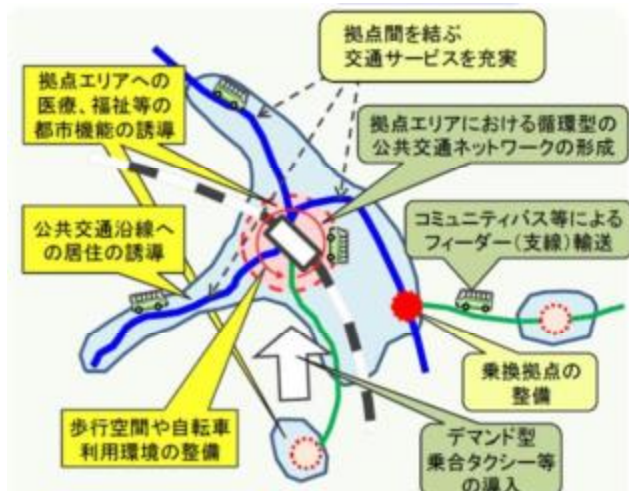 拠点間を結ぶ
交通サービスを充実
拠点エリアへの
医療、福祉等の
都市機能の誘導
拠点エリアにおける循環型の
公共交通ネットワークの形成
公共交通沿線へ
の居住の誘導
コミュニティバス等による
フィーダー(支線)輸送
乗換拠点の
整備
歩行空間や自転車
利用環境の整備
デマンド型
乗合タクシー等
の導入